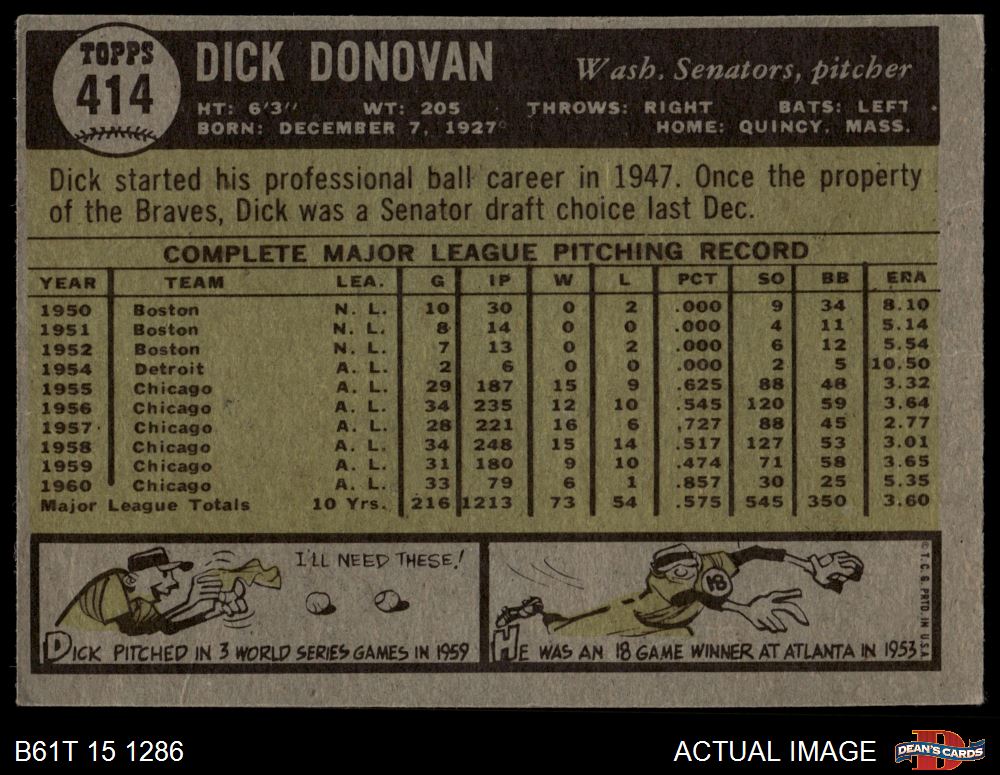 TOPPS
414
DICK DONOVAN
Wash. Senators, pitcher
HT: 6'3" WT: 205 THROWS: RIGHT BATS: LEFT
BORN: DECEMBER 7, 1927 HOME: QUINCY, MASS.
Dick started his professional ball career in 1947. Once the property
of the Braves, Dick was a Senator draft choice last Dec.
COMPLETE MAJOR LEAGUE PITCHING RECORD
YEAR TEAM LEA. G IP W L PCT SO BB ERA
1950 Boston N. L. 10 30 0 2 .000 9 34 8.10
1951 Boston N. L. 8 14 0 0 .000 4 11 5.14
1952 Boston N. L. 7 13 0 2 .000 6 12 5.54
1954 Detroit A. L. 2 6 0 0 .000 2 5 10.50
1955 Chicago A. L. 29 187 15 9 .625 88 48 3.32
1956 Chicago A. L. 34 235 12 10 .545 120 59 3.64
1957 Chicago A. L. 28 221 16 6 .727 88 45 2.77
1958 Chicago A. L. 34 248 15 14 .517 127 53 3.01
1959 Chicago A. L. 31 180 9 10 .474 71 58 3.65
1960 Chicago A. L. 33 79 6 1 .857 30 25 5.35
Major League Totals 10 Yrs. 216 1213 73 54 .575 545 350 3.60
I'LL NEED THESE!
DICK PITCHED IN 3 WORLD SERIES GAMES IN 1959
18
HE WAS AN 18 GAME WINNER AT ATLANTA IN 1953
© T.C.G. PRTD. IN U.S.A.
B61T 15 1286
ACTUAL IMAGE
D
DEAN'S CARDS